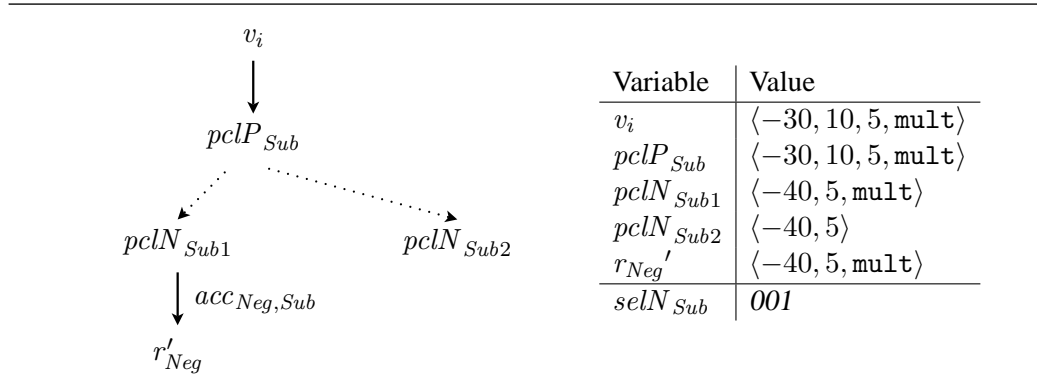 v_i
pclP_Sub
pclN_Sub1 pclN_Sub2
acc_Neg,Sub
r′_Neg
Variable Value
v_i ⟨−30, 10, 5, mult⟩
pclP_Sub ⟨−30, 10, 5, mult⟩
pclN_Sub1 ⟨−40, 5, mult⟩
pclN_Sub2 ⟨−40, 5⟩
r_Neg′ ⟨−40, 5, mult⟩
selN_Sub 001